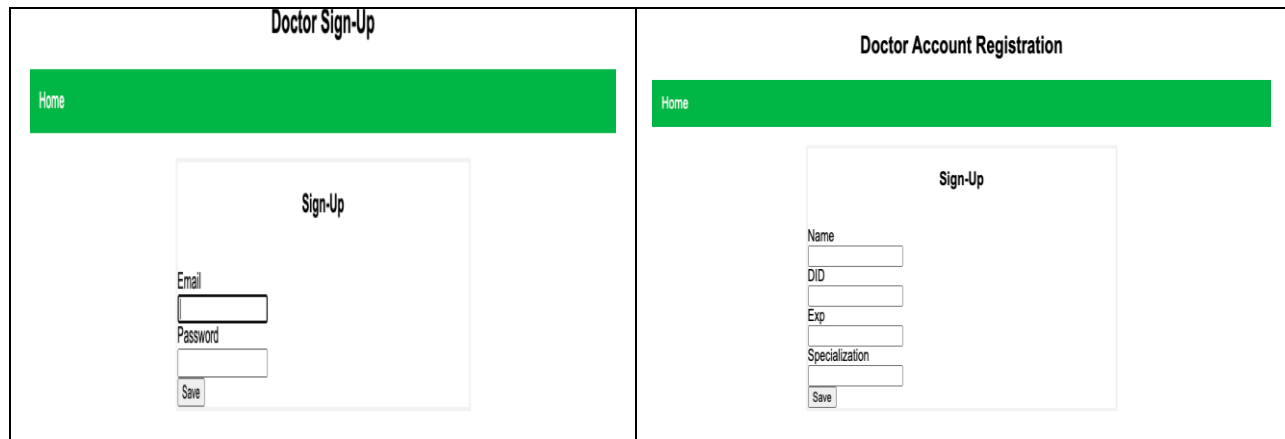 Doctor Sign-Up
Home
Sign-Up
Email
Password
Save
Doctor Account Registration
Home
Sign-Up
Name
DID
Exp
Specialization
Save